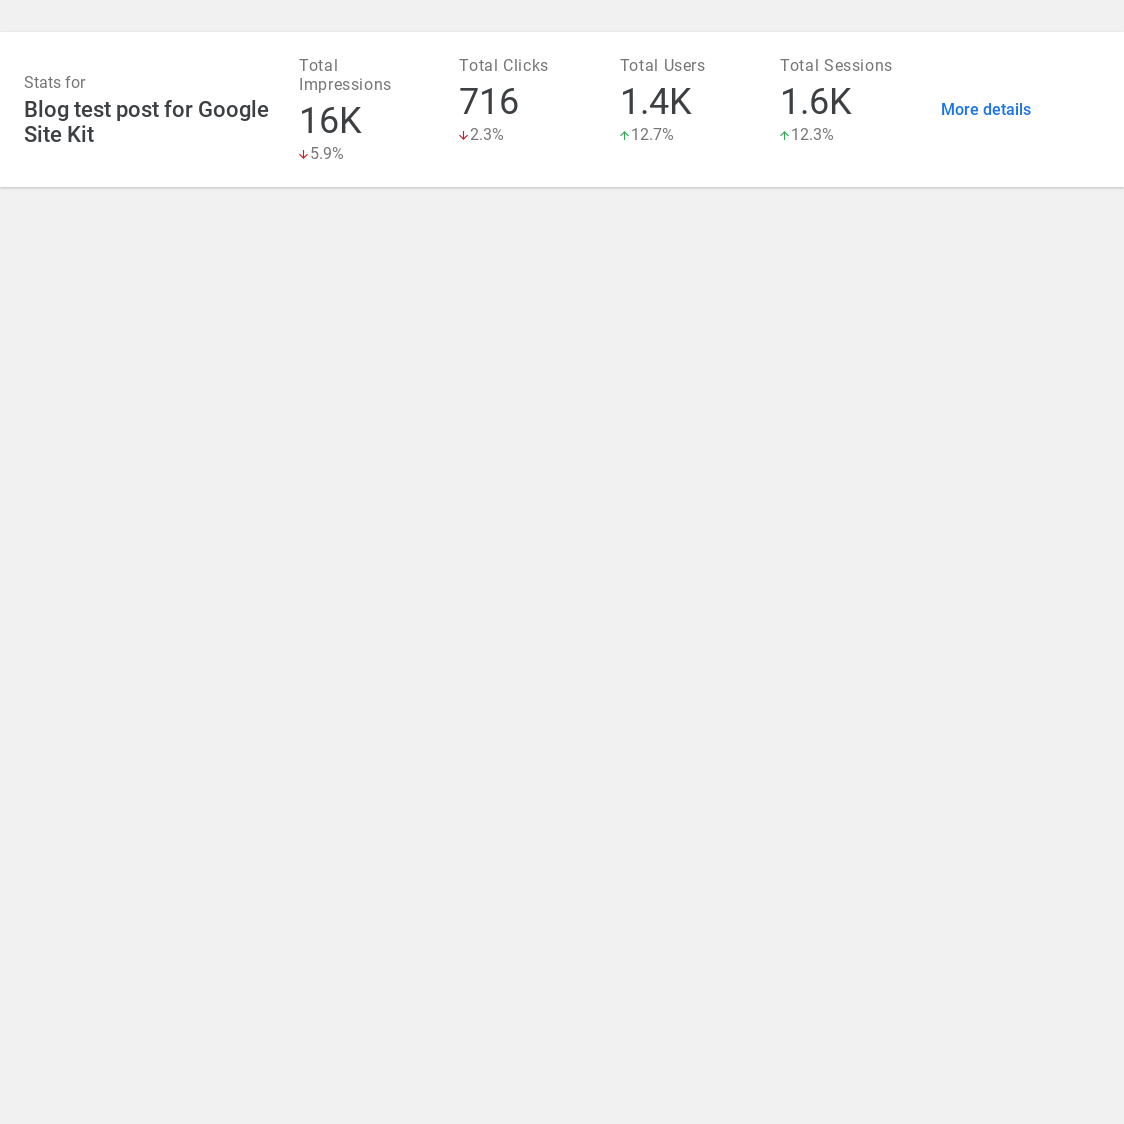 Stats for
Blog test post for Google
Site Kit
Total
Impressions
16K
5.9%
Total Clicks
716
2.3%
Total Users
1.4K
12.7%
Total Sessions
1.6K
12.3%
More details